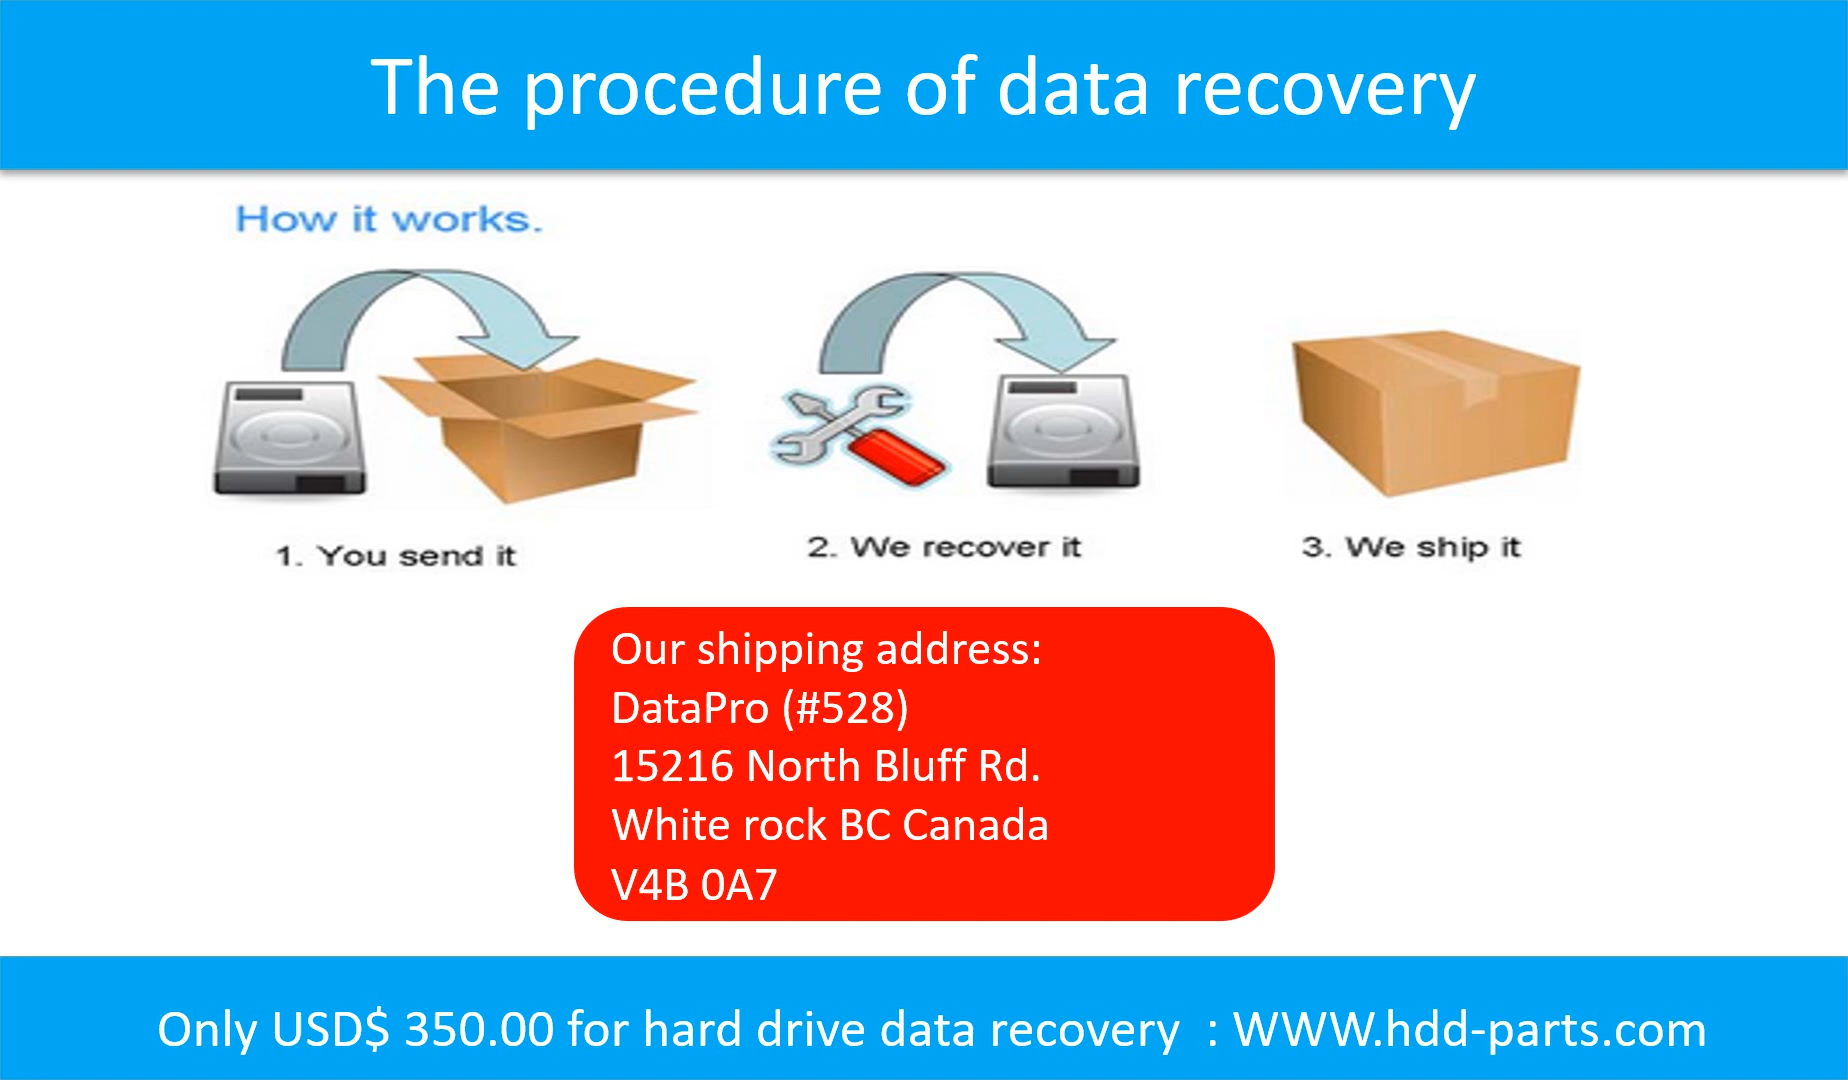 The procedure of data recovery
How it works.
1. You send it
2. We recover it
3. We ship it
Our shipping address:
DataPro (#528)
15216 North Bluff Rd.
White rock BC Canada
V4B 0A7
Only USD$ 350.00 for hard drive data recovery  : WWW.hdd-parts.com